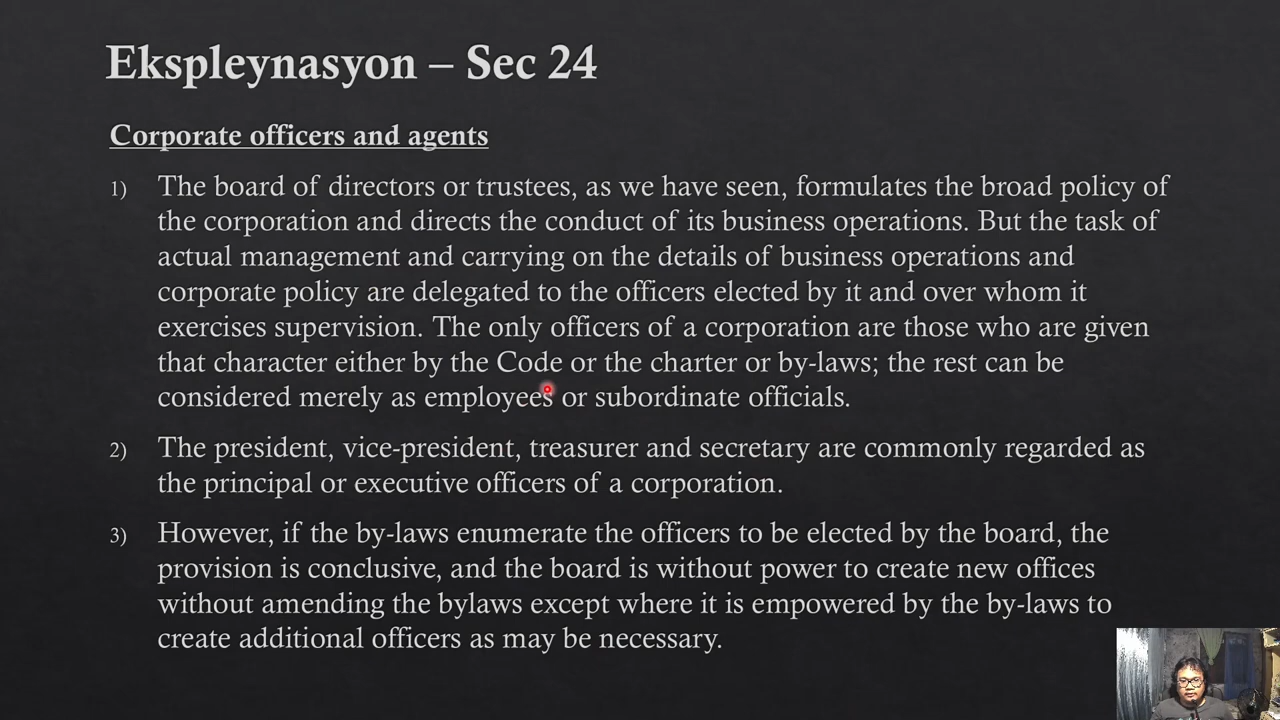 Ekspleynasyon – Sec 24
Corporate officers and agents
1) The board of directors or trustees, as we have seen, formulates the broad policy of
the corporation and directs the conduct of its business operations. But the task of
actual management and carrying on the details of business operations and
corporate policy are delegated to the officers elected by it and over whom it
exercises supervision. The only officers of a corporation are those who are given
that character either by the Code or the charter or by-laws; the rest can be
considered merely as employees or subordinate officials.
2) The president, vice-president, treasurer and secretary are commonly regarded as
the principal or executive officers of a corporation.
3) However, if the by-laws enumerate the officers to be elected by the board, the
provision is conclusive, and the board is without power to create new offices
without amending the bylaws except where it is empowered by the by-laws to
create additional officers as may be necessary.